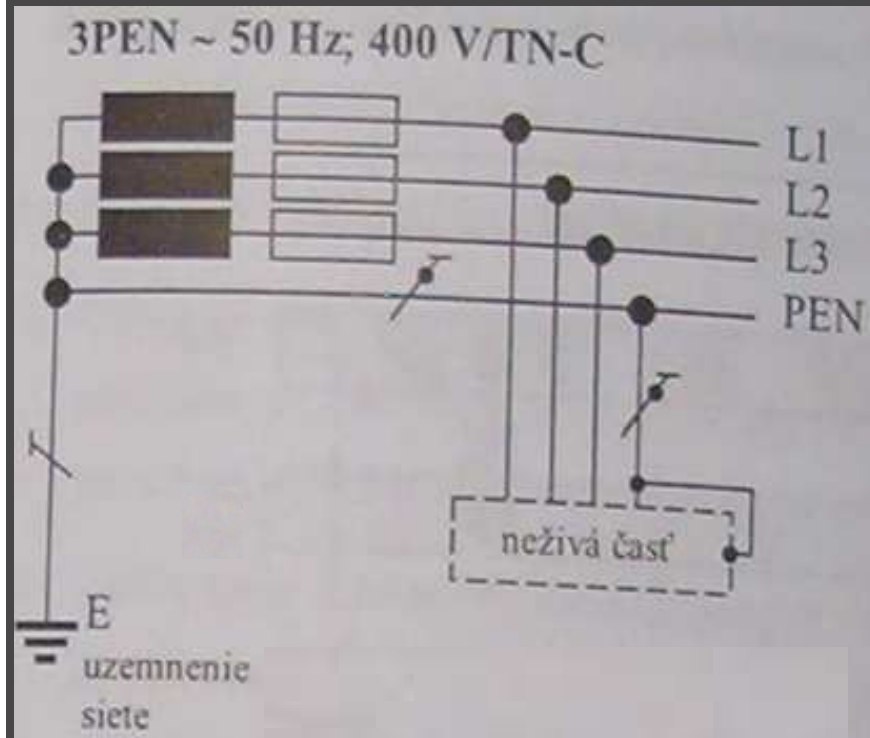 3PEN ~ 50 Hz; 400 V/TN-C
L1
L2
L3
PEN
neživá časť
E
uzemnenie
siete